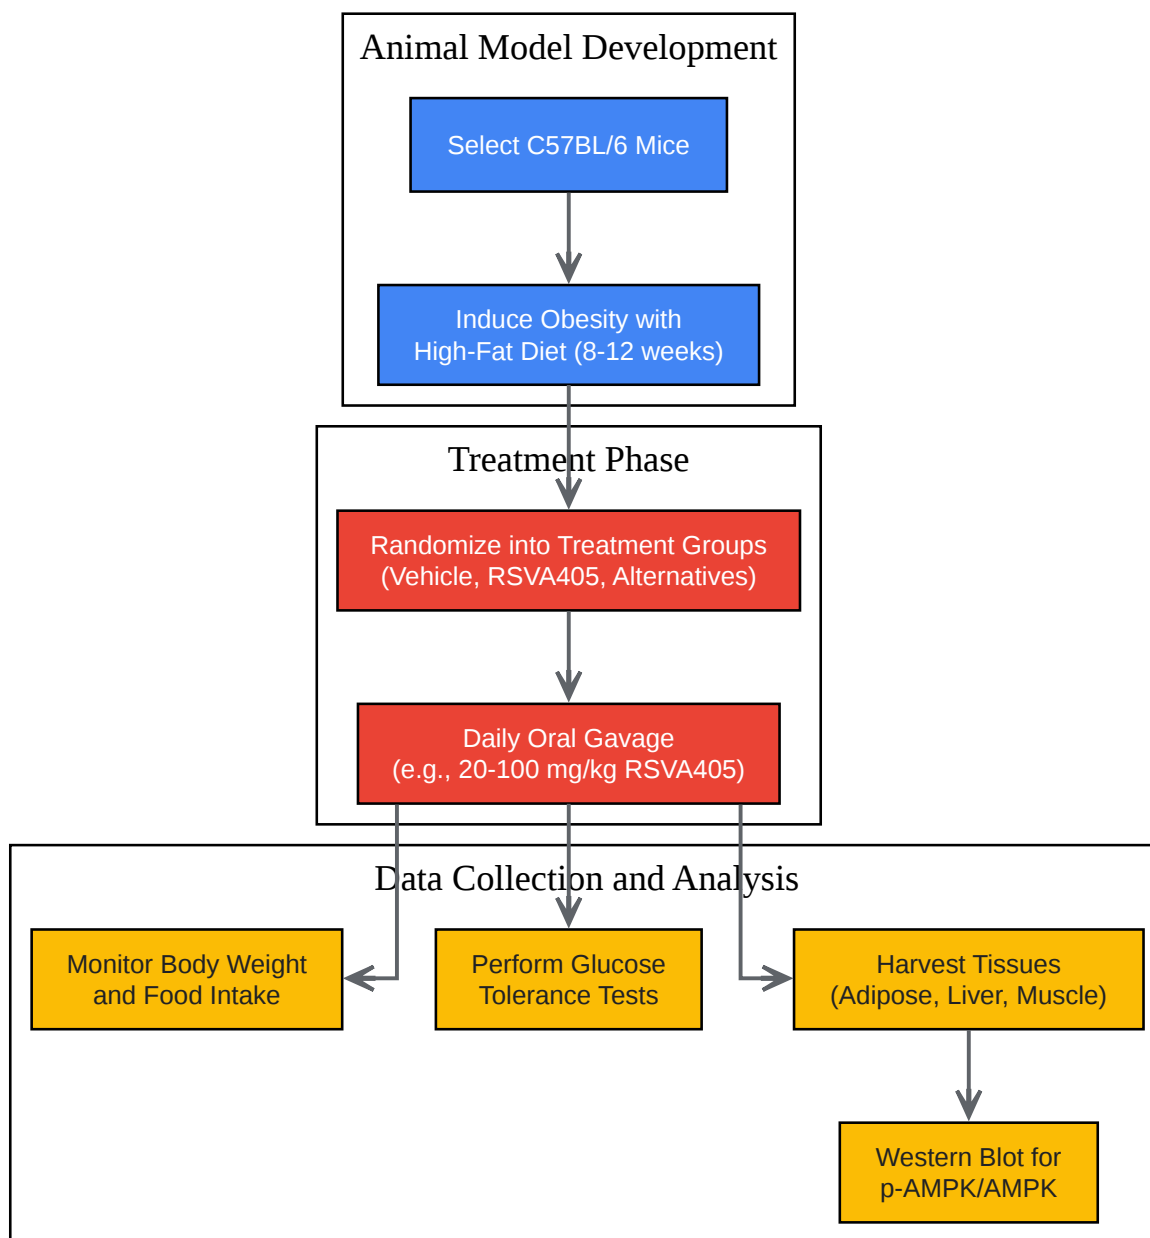 Animal Model Development
Select C57BL/6 Mice
Induce Obesity with
High-Fat Diet (8-12 weeks)
Treatment Phase
Randomize into Treatment Groups
(Vehicle, RSVA405, Alternatives)
Daily Oral Gavage
(e.g., 20-100 mg/kg RSVA405)
Data Collection and Analysis
Monitor Body Weight
and Food Intake
Perform Glucose
Tolerance Tests
Harvest Tissues
(Adipose, Liver, Muscle)
Western Blot for
p-AMPK/AMPK